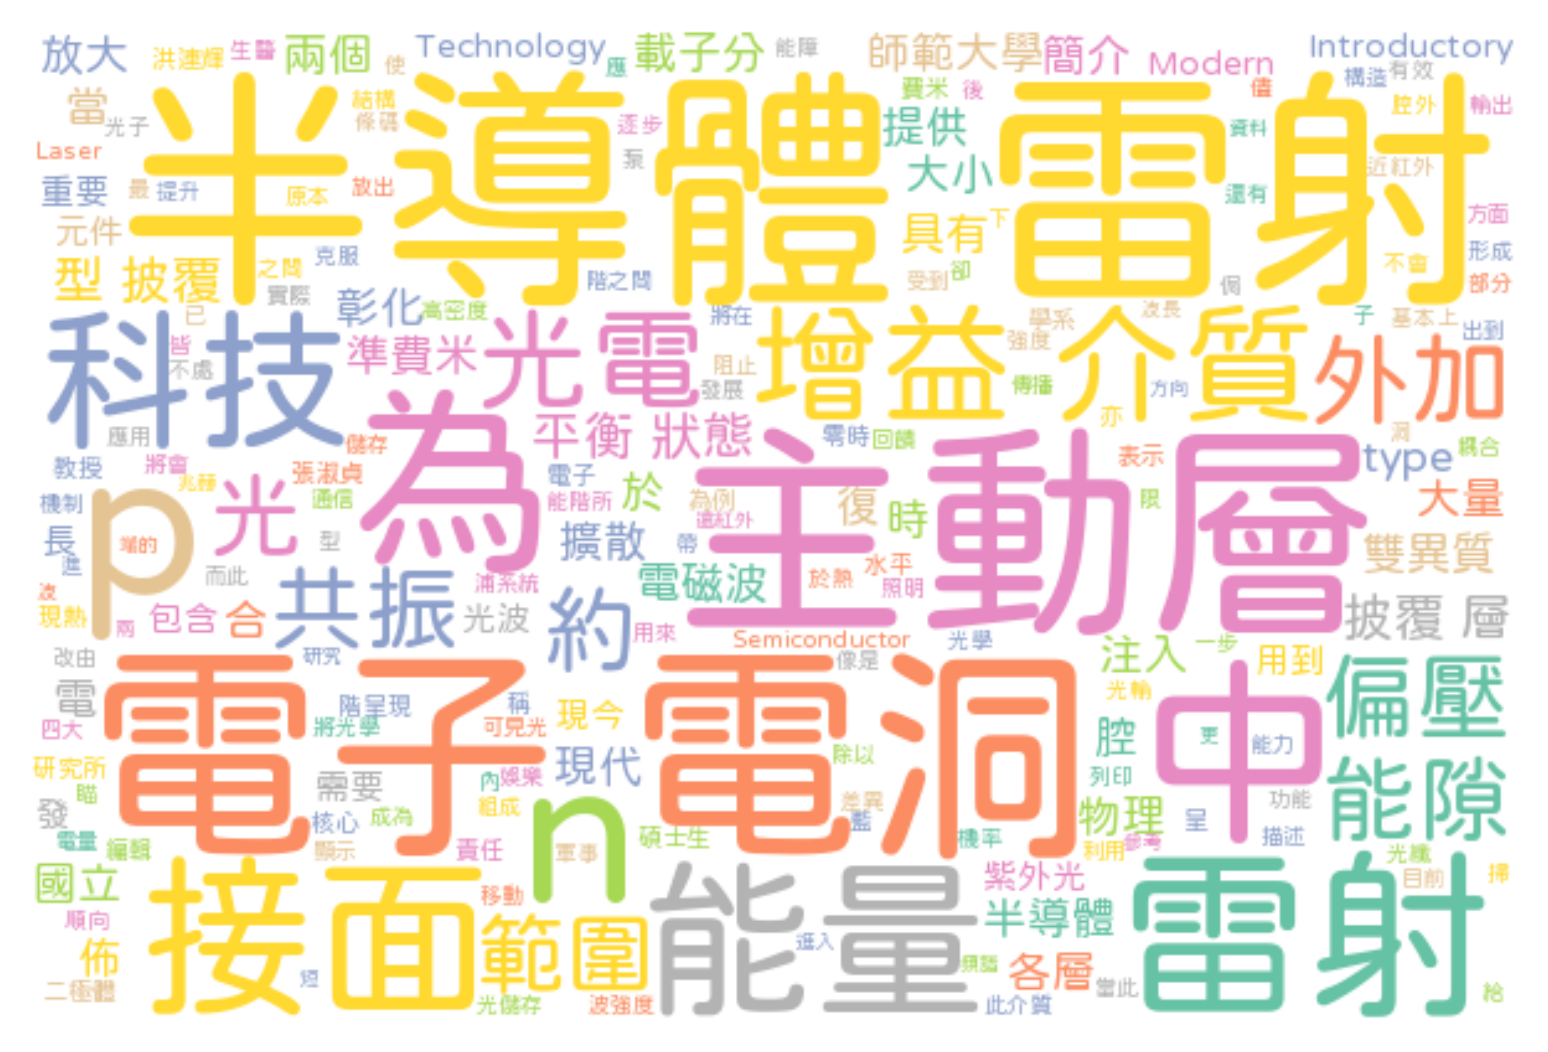 放大 洪連輝 生醫 兩個 使 Technology 應 載子分 能障 師範大學 簡介 Modern Introductory
當 光子 結構 條碼 費米 後 儘 構造 有效 腔外 輸出
半導體 雷射
Laser 逐步 泵 提供 資料 近紅外
重要 最 提升 原本 放出 大小 還有 方面
元件 克服 具有 下 不會 形成
型 披覆 之間 實際 階之間 受到 卻 侷 部分
已 彰化 高密度 將在 學系 波長 子 基本上 出到
科技 皆 不處 準費米 光電 阻止 發展 增益 介質 強度 傳播 方向 亦 外加
應用 儲存 為 平衡 狀態 零時 回饋 洞 表示 type 耦合
教授 將會 兆赫 張淑貞 電子 能階所 於 為例 遠紅外 復 時 主動層 限 大量
機制 p 端的 光 通信 型 擴散 帶 雙異質
長 進 而此 共振 浦系統 電磁波 於熱 水平 照明
波 現熱 兩 包含 合 光波 約 用來 Semiconductor 光學 披覆 層
改由 研究 像是 注入 一步 用到 偏壓
電 四大 電子 階呈現 稱 將光學 可見光 現今 電洞 光輸 中 更 能力
研究所 瞄 需要 內 娛樂 現代 除以 腔 列印 能隙
發 電量 編輯 核心 顯示 成為 組成 責任 n 軍事 碩士生 差異 藍 機率 物理 利用 呈 功能 描述
國立 順向 接面 移動 範圍 能量 紫外光 半導體 雷射 光纖 目前 掃
佈 二極體 短 光儲存 波強度 進入 各層 當此 此介質 給